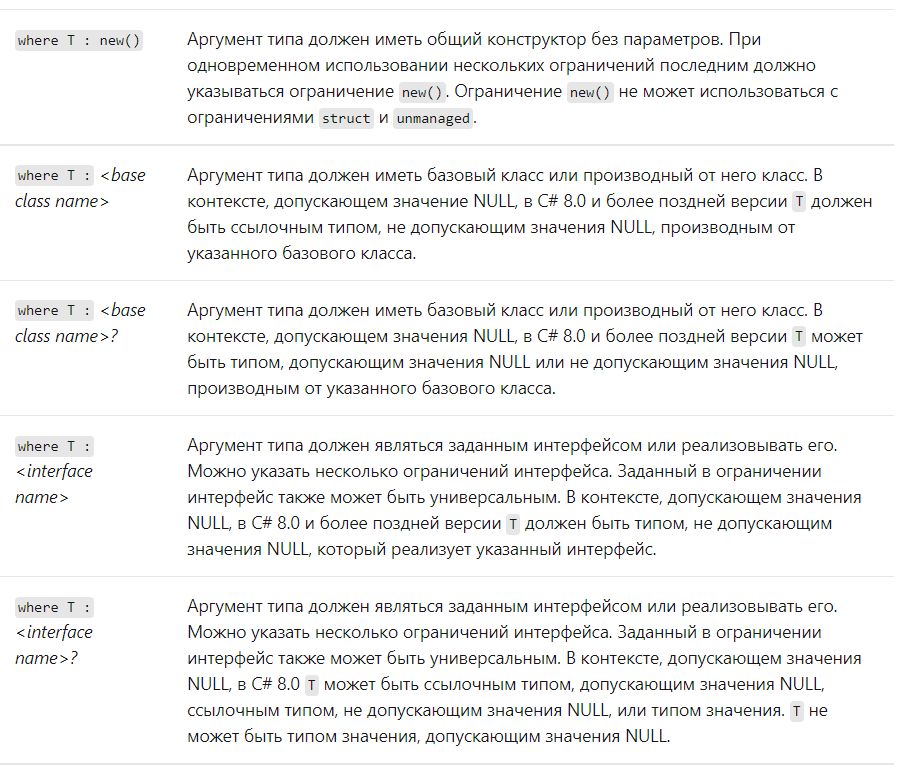 where T : new()
Аргумент типа должен иметь общий конструктор без параметров. При
одновременном использовании нескольких ограничений последним должно
указываться ограничение new(). Ограничение new() не может использоваться с
ограничениями struct и unmanaged.
where T : <base
class name>
Аргумент типа должен иметь базовый класс или производный от него класс. В
контексте, допускающем значение NULL, в C# 8.0 и более поздней версии T должен
быть ссылочным типом, не допускающим значения NULL, производным от
указанного базового класса.
where T : <base
class name>?
Аргумент типа должен иметь базовый класс или производный от него класс. В
контексте, допускающем значения NULL, в C# 8.0 и более поздней версии T может
быть типом, допускающим значения NULL или не допускающим значения NULL,
производным от указанного базового класса.
where T :
<interface
name>
Аргумент типа должен являться заданным интерфейсом или реализовывать его.
Можно указать несколько ограничений интерфейса. Заданный в ограничении
интерфейс также может быть универсальным. В контексте, допускающем значения
NULL, в C# 8.0 и более поздней версии T должен быть типом, не допускающим
значения NULL, который реализует указанный интерфейс.
where T :
<interface
name>?
Аргумент типа должен являться заданным интерфейсом или реализовывать его.
Можно указать несколько ограничений интерфейса. Заданный в ограничении
интерфейс также может быть универсальным. В контексте, допускающем значения
NULL, в C# 8.0 T может быть ссылочным типом, допускающим значения NULL,
ссылочным типом, не допускающим значения NULL, или типом значения. T не
может быть типом значения, допускающим значения NULL.